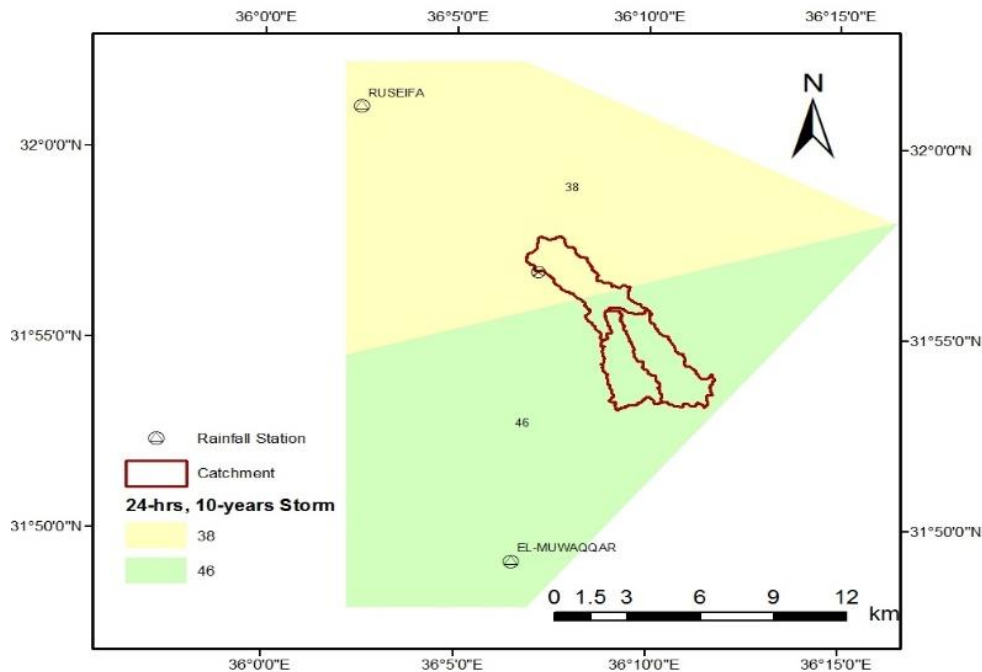 36°0'0"E 36°5'0"E 36°10'0"E 36°15'0"E
N
RUSEIFA
32°0'0"N 32°0'0"N
38
31°55'0"N 31°55'0"N
46
Rainfall Station
Catchment
24-hrs, 10-years Storm
38
46
31°50'0"N 31°50'0"N
EL-MUWAQQAR
0 1.5 3 6 9 12
km
36°0'0"E 36°5'0"E 36°10'0"E 36°15'0"E